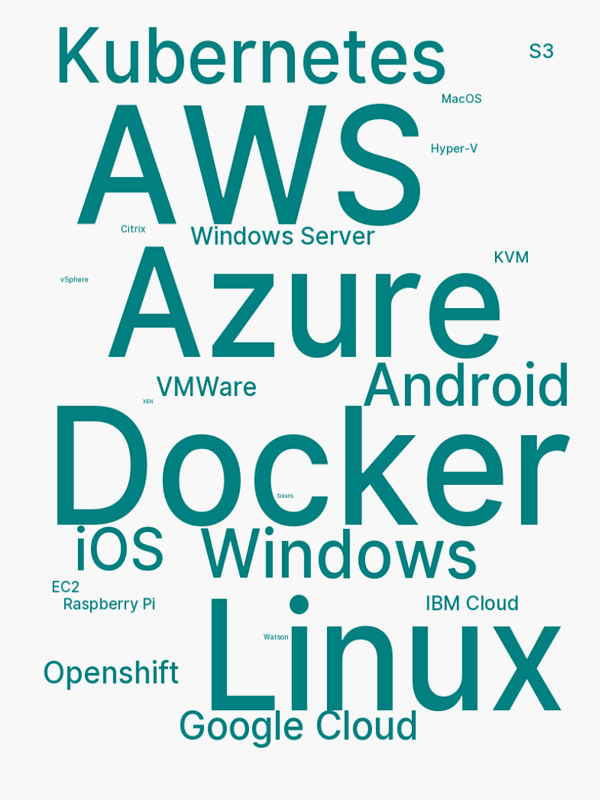 Kubernetes
S3
MacOS
AWS
Hyper-V
Citrix
Windows Server
KVM
vSphere
Azure
VMWare
Android
XEN
Docker
Solaris
iOS
Windows
EC2
Raspberry Pi
IBM Cloud
Watson
Linux
Openshift
Google Cloud